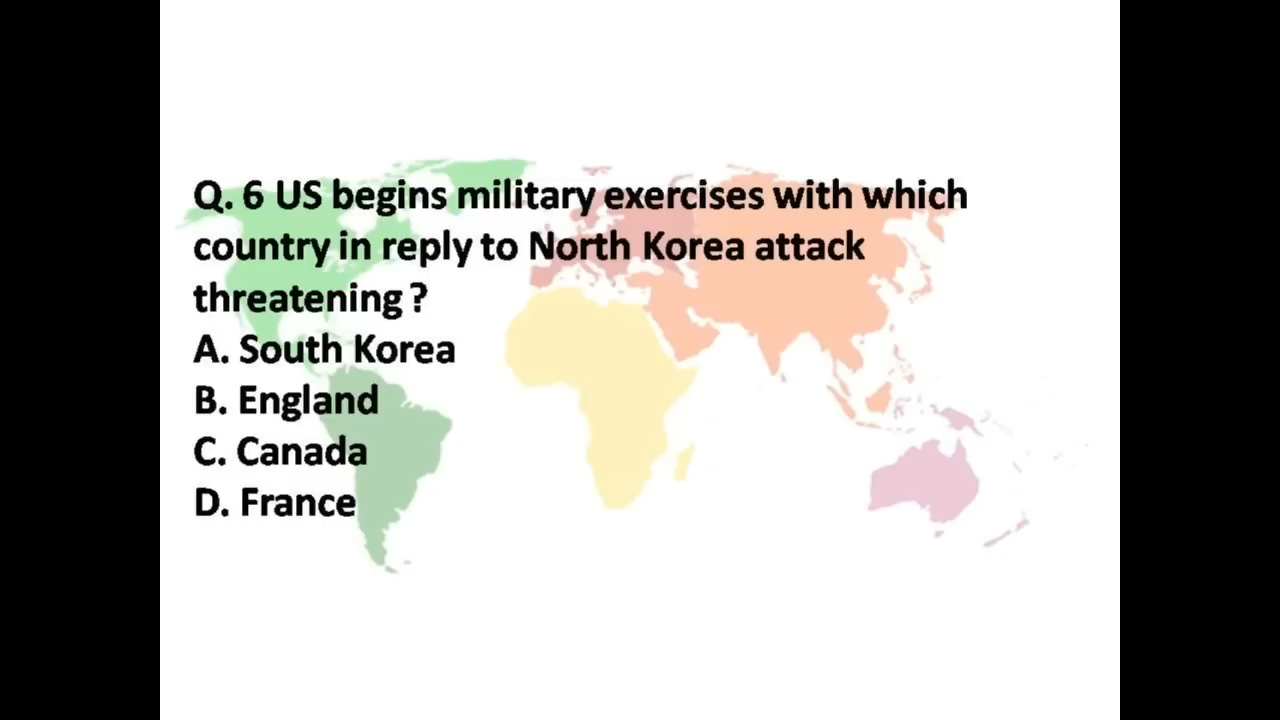 Q. 6 US begins military exercises with which
country in reply to North Korea attack
threatening ?
A. South Korea
B. England
C. Canada
D. France